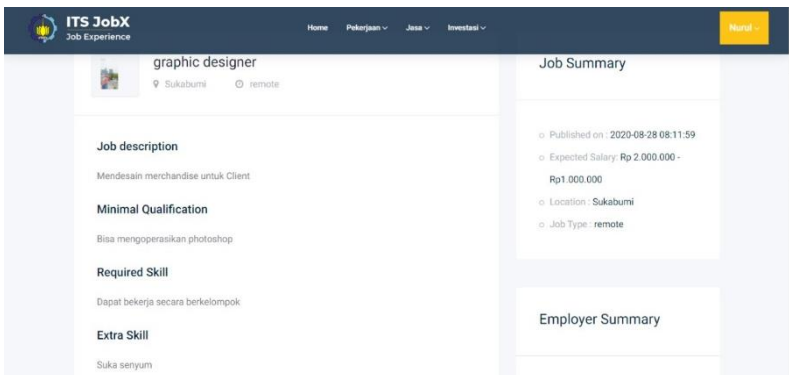 ITS JobX
Job Experience
Home Pekerjaan Jasa Investasi
Nurul
graphic designer
Sukabumi remote
Job description
Mendesain merchandise untuk Client
Minimal Qualification
Bisa mengoperasikan photoshop
Required Skill
Dapat bekerja secara berkelompok
Extra Skill
Suka senyum
Job Summary
Published on : 2020-08-28 08:11:59
Expected Salary: Rp 2.000.000 -
Rp1.000.000
Location : Sukabumi
Job Type : remote
Employer Summary